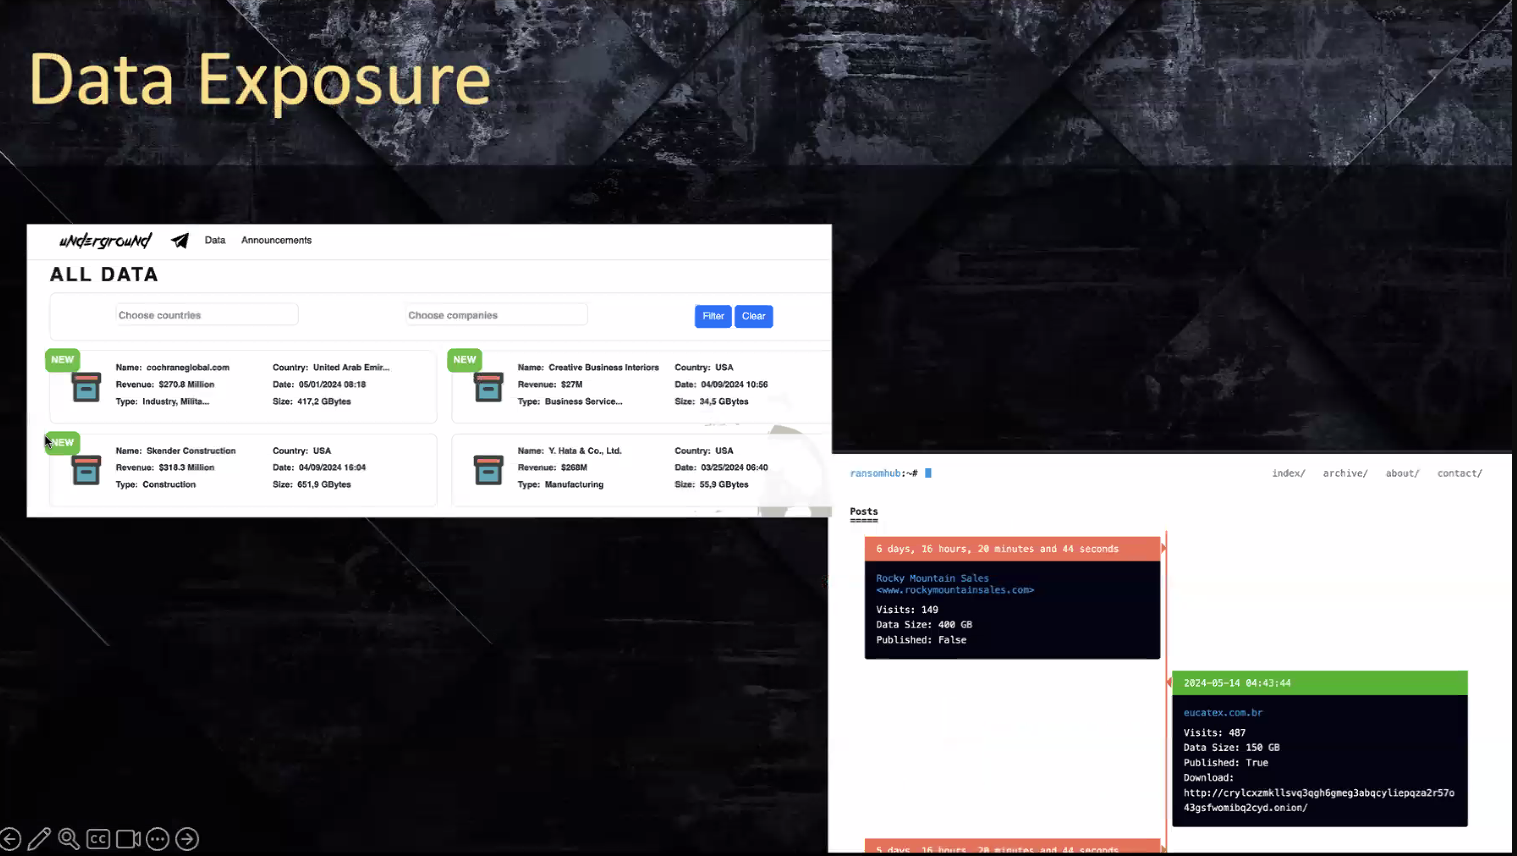 Data Exposure
uNdergrouNd Data Announcements
ALL DATA
Choose countries Choose companies Filter Clear
NEW
Name: cochraneglobal.com Country: United Arab Emir...
Revenue: $270.8 Million Date: 05/01/2024 08:18
Type: Industry, Milita... Size: 417,2 GBytes
NEW
Name: Creative Business Interiors Country: USA
Revenue: $27M Date: 04/09/2024 10:56
Type: Business Service... Size: 34,5 GBytes
NEW
Name: Skender Construction Country: USA
Revenue: $318.3 Million Date: 04/09/2024 16:04
Type: Construction Size: 651,9 GBytes
Name: Y. Hata & Co., Ltd. Country: USA
Revenue: $268M Date: 03/25/2024 06:40
Type: Manufacturing Size: 55,9 GBytes
ransomhub:~# index/ archive/ about/ contact/
Posts
=====
6 days, 16 hours, 20 minutes and 44 seconds
Rocky Mountain Sales
<www.rockymountainsales.com>
Visits: 149
Data Size: 400 GB
Published: False
2024-05-14 04:43:44
eucatex.com.br
Visits: 487
Data Size: 150 GB
Published: True
Download:
http://crylcxzmkllsvq3qgh6gmeg3abqcyliepqza2r57o
43gsfwomibq2cyd.onion/
5 days, 16 hours, 20 minutes and 44 seconds
CC